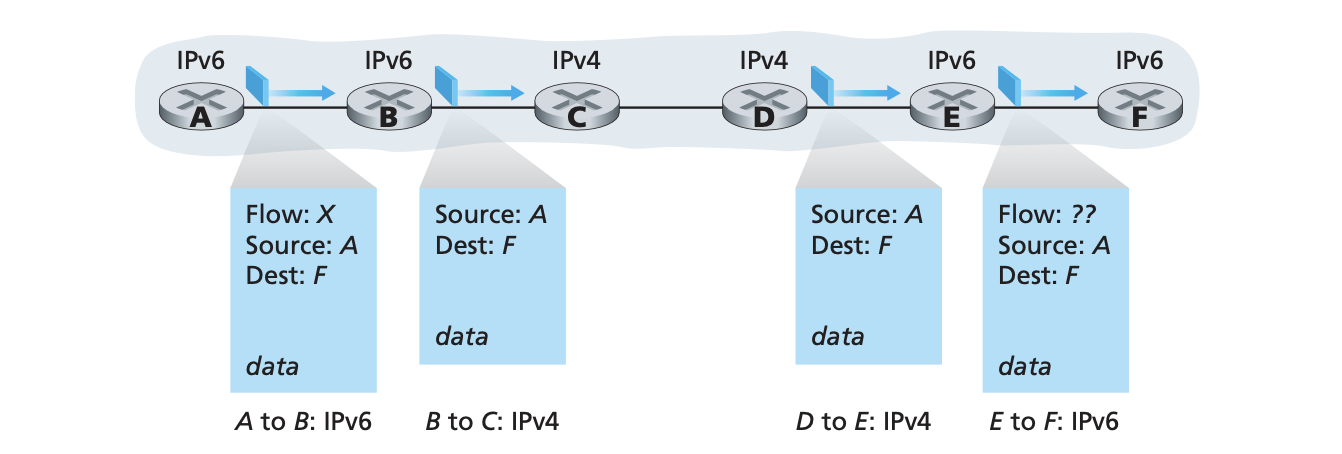 IPv6
IPv6
IPv4
IPv4
IPv6
IPv6
A
B
C
D
E
F
Flow: X
Source: A
Dest: F
data
Source: A
Dest: F
data
Source: A
Dest: F
data
Flow: ??
Source: A
Dest: F
data
A to B: IPv6
B to C: IPv4
D to E: IPv4
E to F: IPv6